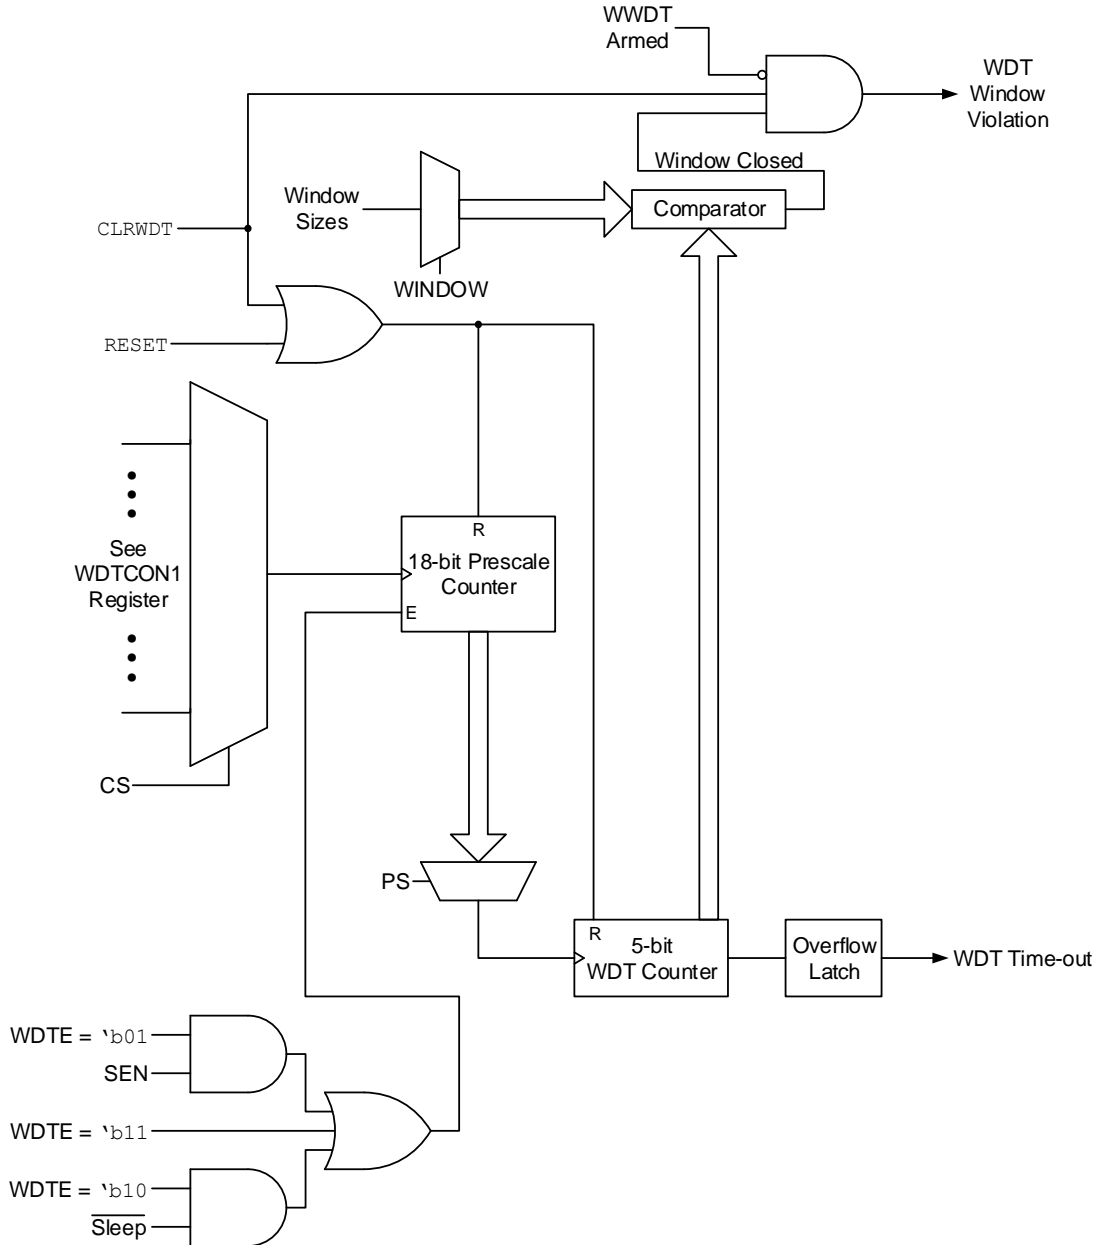 WWDT
Armed
WDT
Window
Violation
Window Closed
Window
Sizes
Comparator
CLRWDT
WINDOW
RESET
See
WDTCON1
Register
R
18-bit Prescale
Counter
E
CS
PS
R
5-bit
WDT Counter
Overflow
Latch
WDT Time-out
WDTE = ‘b01
SEN
WDTE = ‘b11
WDTE = ‘b10
Sleep